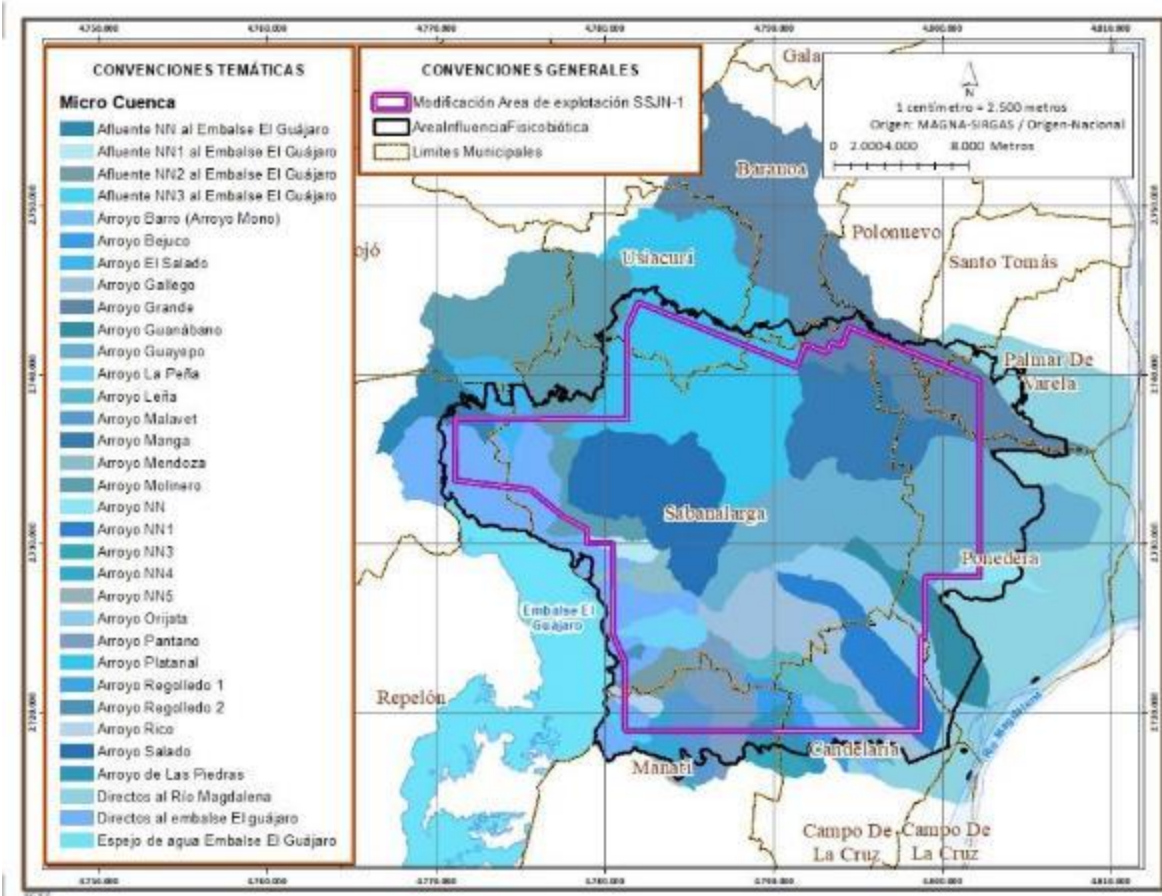 CONVENCIONES TEMÁTICAS
Micro Cuenca
Afluente NN al Embalse El Guájaro
Afluente NN1 al Embalse El Guájaro
Afluente NN2 al Embalse El Guájaro
Afluente NN3 al Embalse El Guájaro
Arroyo Barro (Arroyo Mono)
Arroyo Bejuco
Arroyo El Salado
Arroyo Gallego
Arroyo Grande
Arroyo Guanábano
Arroyo Guayepo
Arroyo La Peña
Arroyo Leña
Arroyo Malavet
Arroyo Manga
Arroyo Mendoza
Arroyo Molinero
Arroyo NN
Arroyo NN1
Arroyo NN3
Arroyo NN4
Arroyo NN5
Arroyo Orijata
Arroyo Pantano
Arroyo Platanal
Arroyo Regolledo 1
Arroyo Regolledo 2
Arroyo Rico
Arroyo Salado
Arroyo de Las Piedras
Directos al Río Magdalena
Directos al embalse El guájaro
Espejo de agua Embalse El Guájaro
CONVENCIONES GENERALES
Modificación Area de explotación SSJN-1
AreaInfluenciaFisicobiótica
Limites Municipales
N
1 centímetro = 2.500 metros
Origen: MAGNA-SIRGAS / Origen-Nacional
0 2.0004.000 8.000 Metros
Gala
Baranoa
Polonuevo
ojó
Usiacurí
Santo Tomás
Palmar De
Varela
Sabanalarga
Ponedera
Embalse El
Guájaro
Repelón
Río Magdalena
Candelaria
Manatí
Campo De
La Cruz
Campo De
La Cruz